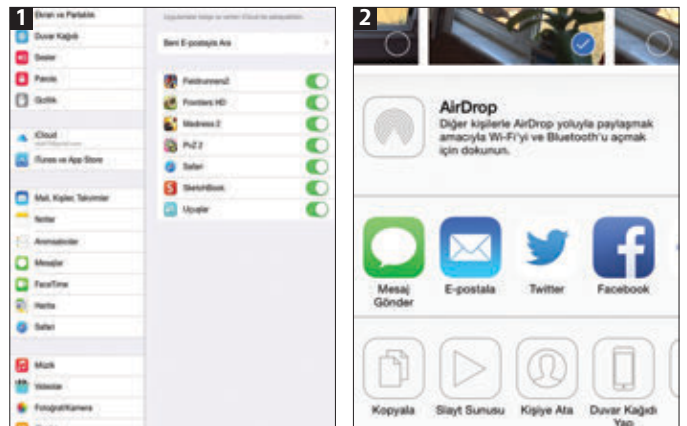 1
Ekran ve Parlaklık
Duvar Kağıdı
Sesler
Parola
Gizlilik
iCloud
iTunes ve App Store
Mail, Kişiler, Takvimler
Notlar
Anımsatıcılar
Mesajlar
FaceTime
Harita
Safari
Müzik
Videolar
Fotoğraf/Kamera
Beni E-postayla Ara
Fieldrunners2
Frontiers HD
Madness 2
PvZ 2
Safari
SketchBook
Uçuşlar
2
AirDrop
Diğer kişilerle AirDrop yoluyla paylaşmak
amacıyla Wi-Fi'yi ve Bluetooth'u açmak
için dokunun.
Mesaj
Gönder
E-postala
Twitter
Facebook
Kopyala
Slayt Sunusu
Kişiye Ata
Duvar Kağıdı
Yap